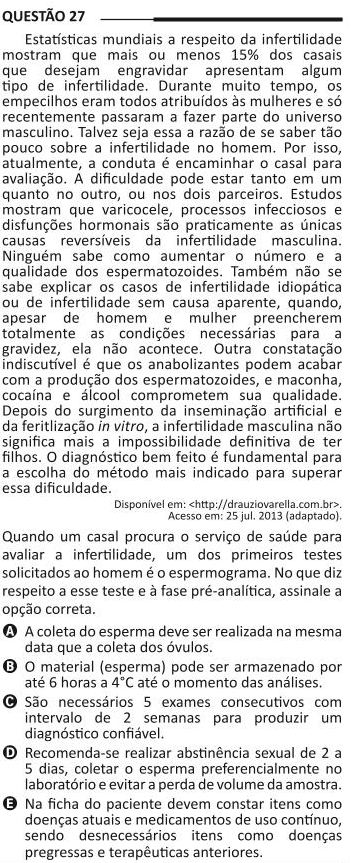 QUESTÃO 27
Estatísticas mundiais a respeito da infertilidade
mostram que mais ou menos 15% dos casais
que desejam engravidar apresentam algum
tipo de infertilidade. Durante muito tempo, os
empecilhos eram todos atribuídos às mulheres e só
recentemente passaram a fazer parte do universo
masculino. Talvez seja essa a razão de se saber tão
pouco sobre a infertilidade no homem. Por isso,
atualmente, a conduta é encaminhar o casal para
avaliação. A dificuldade pode estar tanto em um
quanto no outro, ou nos dois parceiros. Estudos
mostram que varicocele, processos infecciosos e
disfunções hormonais são praticamente as únicas
causas reversíveis da infertilidade masculina.
Ninguém sabe como aumentar o número e a
qualidade dos espermatozoides. Também não se
sabe explicar os casos de infertilidade idiopática
ou de infertilidade sem causa aparente, quando,
apesar de homem e mulher preencherem
totalmente as condições necessárias para a
gravidez, ela não acontece. Outra constatação
indiscutível é que os anabolizantes podem acabar
com a produção dos espermatozoides, e maconha,
cocaína e álcool comprometem sua qualidade.
Depois do surgimento da inseminação artificial e
da feritlização in vitro, a infertilidade masculina não
significa mais a impossibilidade definitiva de ter
filhos. O diagnóstico bem feito é fundamental para
a escolha do método mais indicado para superar
essa dificuldade.
Disponível em: <http://drauziovarella.com.br>.
Acesso em: 25 jul. 2013 (adaptado).
Quando um casal procura o serviço de saúde para
avaliar a infertilidade, um dos primeiros testes
solicitados ao homem é o espermograma. No que diz
respeito a esse teste e à fase pré-analítica, assinale a
opção correta.
A A coleta do esperma deve ser realizada na mesma
data que a coleta dos óvulos.
B O material (esperma) pode ser armazenado por
até 6 horas a 4°C até o momento das análises.
C São necessários 5 exames consecutivos com
intervalo de 2 semanas para produzir um
diagnóstico confiável.
D Recomenda-se realizar abstinência sexual de 2 a
5 dias, coletar o esperma preferencialmente no
laboratório e evitar a perda de volume da amostra.
E Na ficha do paciente devem constar itens como
doenças atuais e medicamentos de uso contínuo,
sendo desnecessários itens como doenças
pregressas e terapêuticas anteriores.